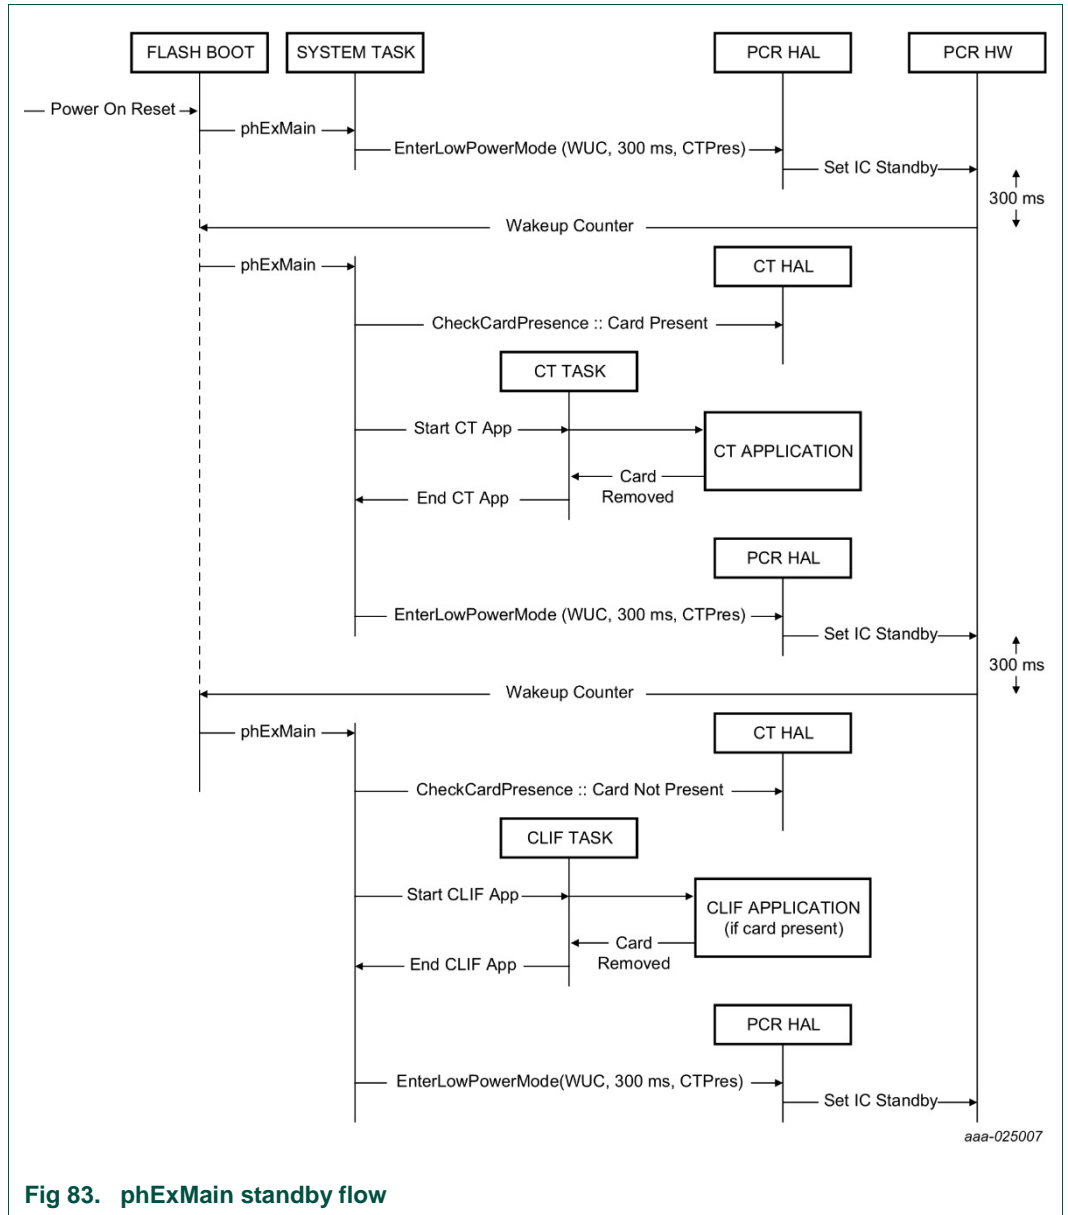 FLASH BOOT
SYSTEM TASK
PCR HAL
PCR HW
Power On Reset
phExMain
EnterLowPowerMode (WUC, 300 ms, CTPres)
Set IC Standby
300 ms
Wakeup Counter
phExMain
CT HAL
CheckCardPresence :: Card Present
CT TASK
Start CT App
CT APPLICATION
Card
Removed
End CT App
PCR HAL
EnterLowPowerMode (WUC, 300 ms, CTPres)
Set IC Standby
300 ms
Wakeup Counter
phExMain
CT HAL
CheckCardPresence :: Card Not Present
CLIF TASK
Start CLIF App
CLIF APPLICATION
(if card present)
Card
Removed
End CLIF App
PCR HAL
EnterLowPowerMode(WUC, 300 ms, CTPres)
Set IC Standby
aaa-025007
Fig 83. phExMain standby flow